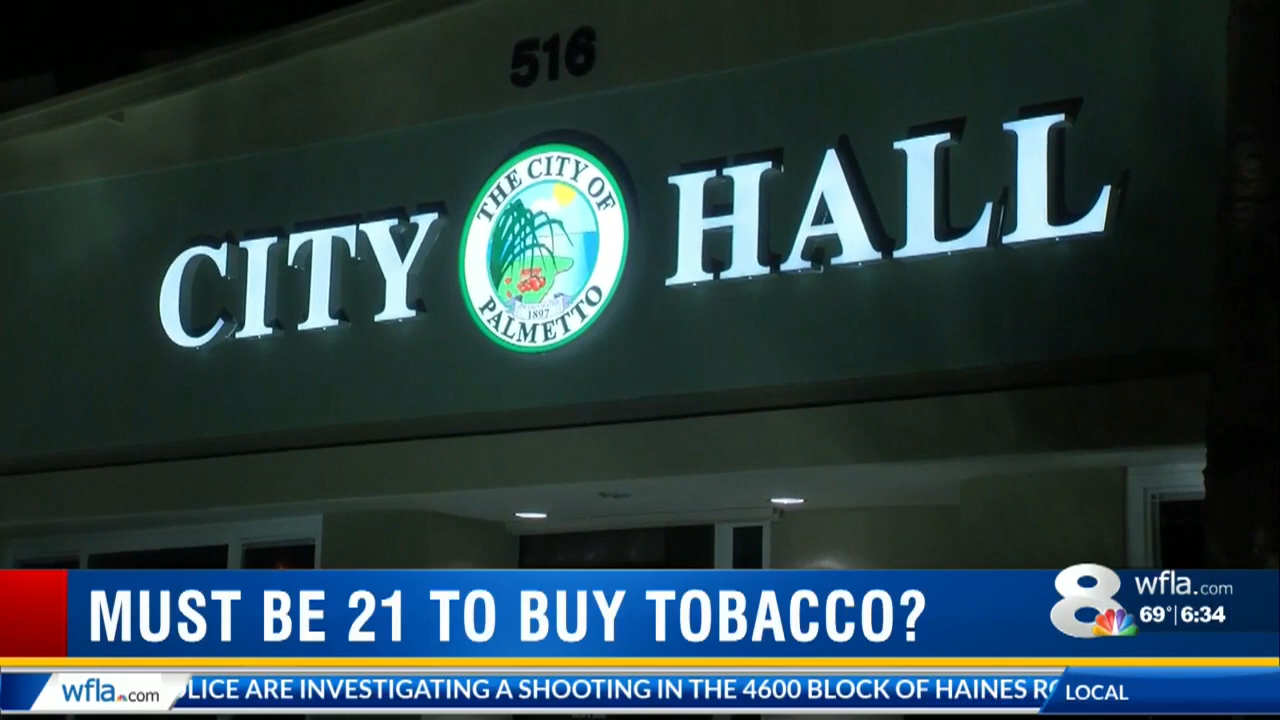 516
CITY HALL
THE CITY OF
PALMETTO
1897
MUST BE 21 TO BUY TOBACCO?
8 wfla.com
69° | 6:34
wfla.com LICE ARE INVESTIGATING A SHOOTING IN THE 4600 BLOCK OF HAINES LOCAL